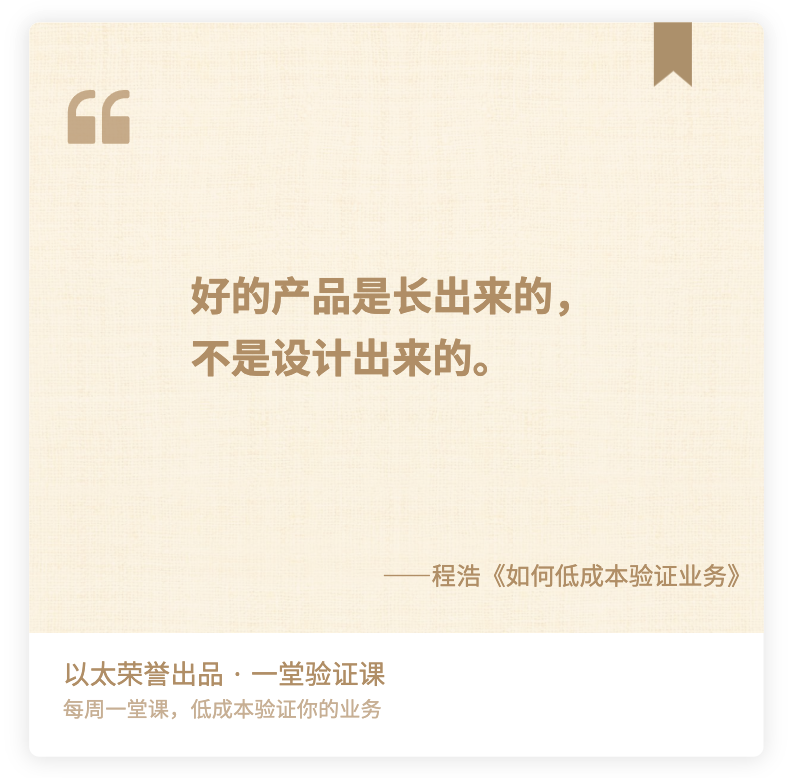 “
好的产品是长出来的，
不是设计出来的。
——程浩《如何低成本验证业务》
以太荣誉出品 · 一堂验证课
每周一堂课，低成本验证你的业务